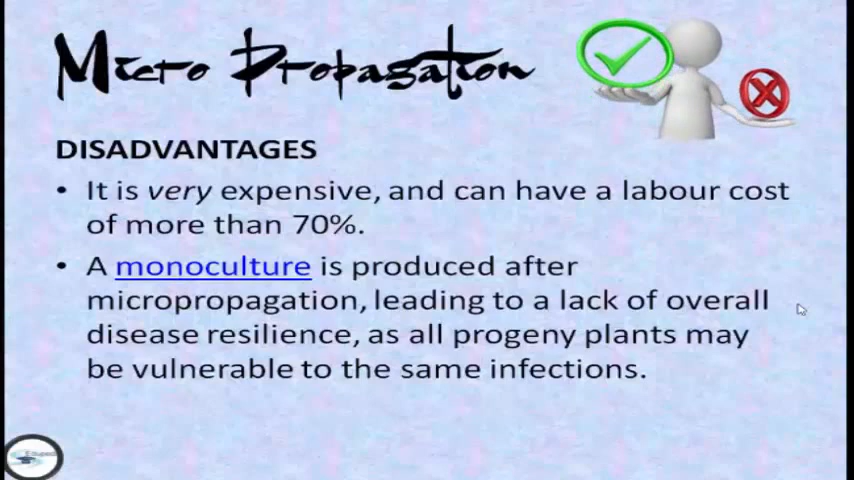 Micro Propagation
DISADVANTAGES
• It is very expensive, and can have a labour cost
of more than 70%.
• A monoculture is produced after
micropropagation, leading to a lack of overall
disease resilience, as all progeny plants may
be vulnerable to the same infections.